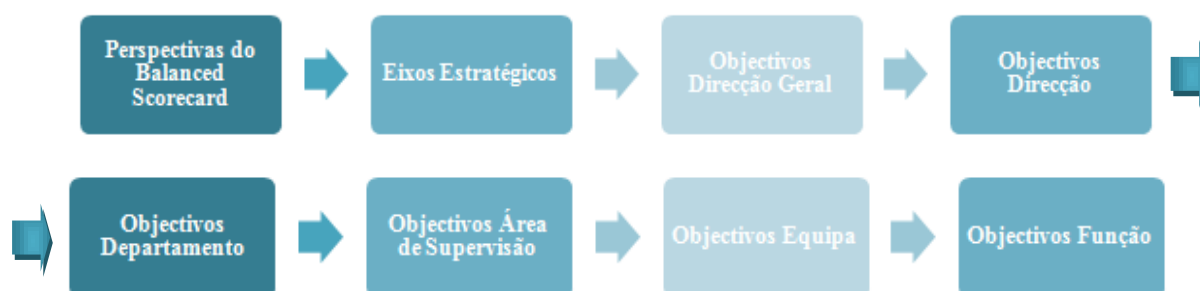 Perspectivas do
Balanced
Scorecard
Eixos Estratégicos
Objectivos
Direcção Geral
Objectivos
Direcção
Objectivos
Departamento
Objectivos Área
de Supervisão
Objectivos Equipa
Objectivos Função